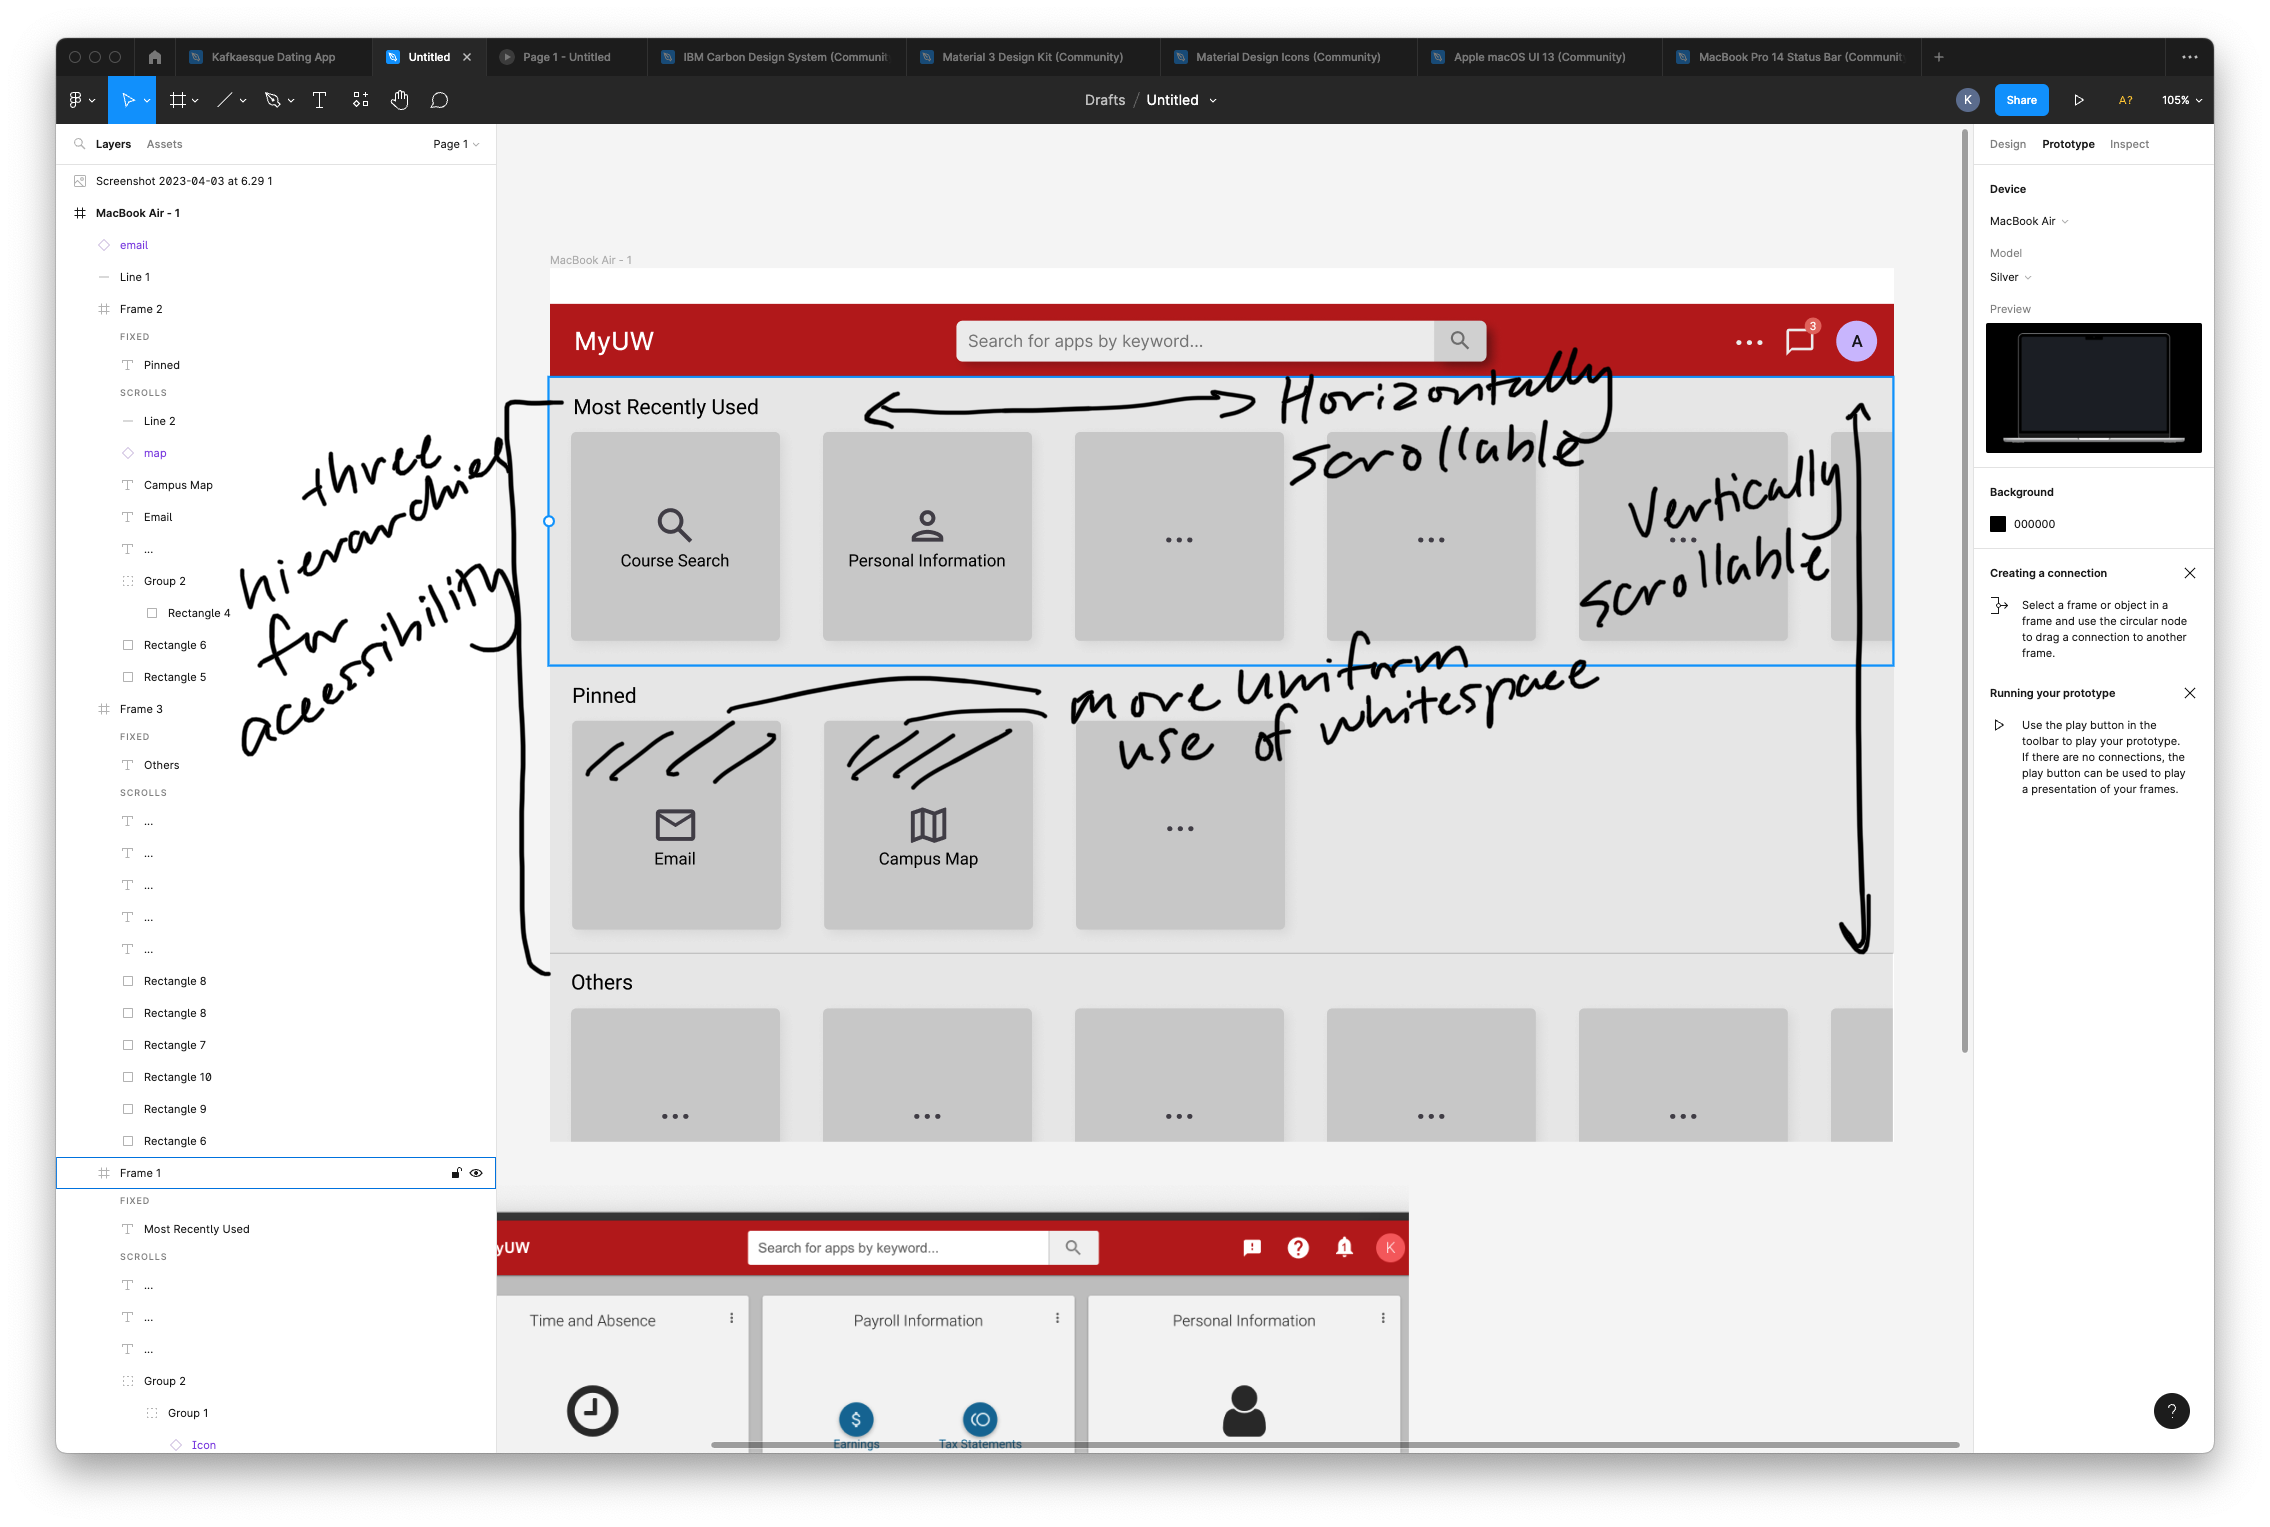 Kafkaesque Dating App
Untitled
Page 1 - Untitled
IBM Carbon Design System (Communit
Material 3 Design Kit (Community)
Material Design Icons (Community)
Apple macOS UI 13 (Community)
MacBook Pro 14 Status Bar (Communit
Drafts / Untitled
K
Share
A?
105%
Layers
Assets
Page 1
Screenshot 2023-04-03 at 6.29 1
MacBook Air - 1
email
Line 1
Frame 2
FIXED
Pinned
SCROLLS
Line 2
map
Campus Map
Email
...
Group 2
Rectangle 4
Rectangle 6
Rectangle 5
Frame 3
FIXED
Others
SCROLLS
...
...
...
...
...
Rectangle 8
Rectangle 8
Rectangle 7
Rectangle 10
Rectangle 9
Rectangle 6
Frame 1
FIXED
Most Recently Used
SCROLLS
...
...
...
Group 2
Group 1
Icon
three
hierarchies
for
accessibility
MacBook Air - 1
MyUW
Search for apps by keyword...
...
3
A
Most Recently Used
Horizontally
scrollable
Vertically
scrollable
Course Search
Personal Information
...
...
...
Pinned
more uniform
use of whitespace
Email
Campus Map
...
Others
...
...
...
...
...
yUW
Search for apps by keyword...
?
1
K
Time and Absence
Payroll Information
Personal Information
$
Earnings
Tax Statements
Design
Prototype
Inspect
Device
MacBook Air
Model
Silver
Preview
Background
000000
Creating a connection
Select a frame or object in a
frame and use the circular node
to drag a connection to another
frame.
Running your prototype
Use the play button in the
toolbar to play your prototype.
If there are no connections, the
play button can be used to play
a presentation of your frames.
?